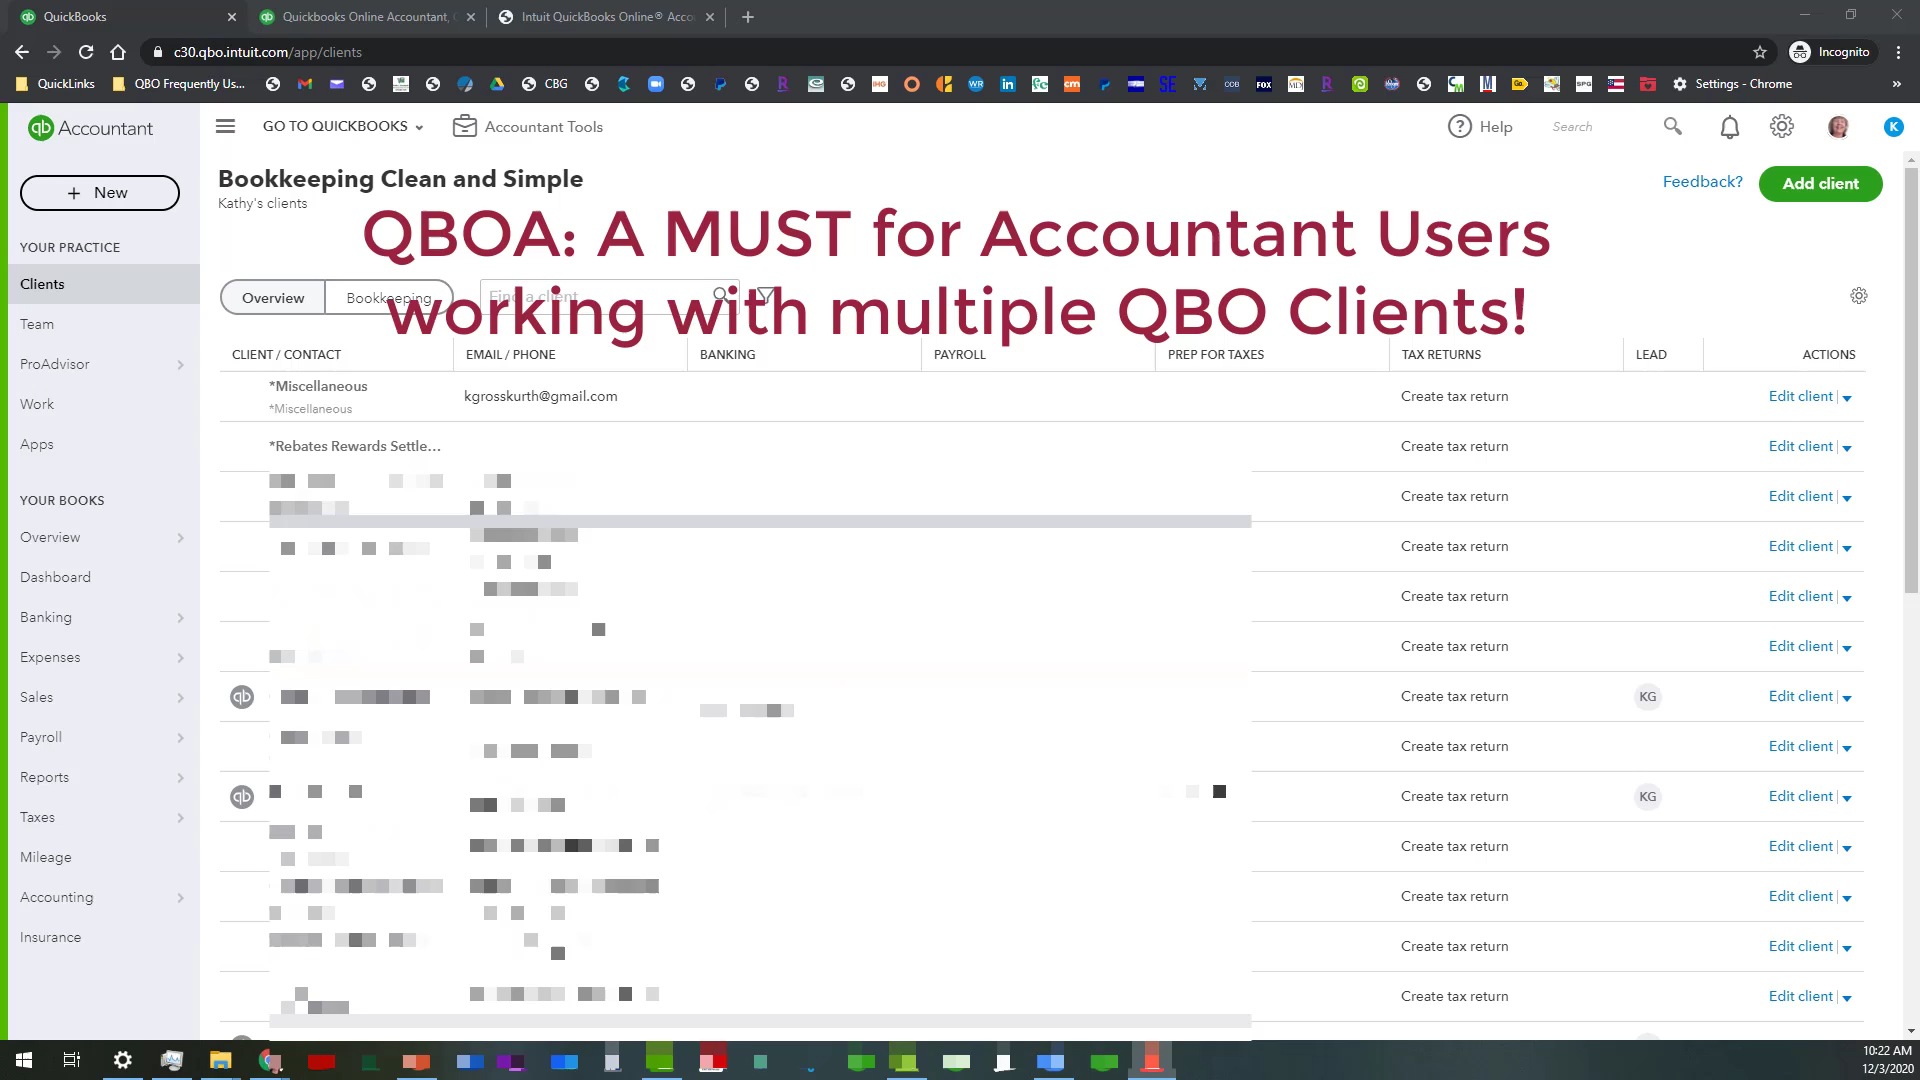 QuickBooks
Quickbooks Online Accountant,
Intuit QuickBooks Online® Acco
c30.qbo.intuit.com/app/clients
Incognito
QuickLinks
QBO Frequently Us...
CBG
Settings - Chrome
qb Accountant
GO TO QUICKBOOKS
Accountant Tools
Help
Search
K
+ New
Bookkeeping Clean and Simple
Kathy's clients
Feedback?
Add client
QBOA: A MUST for Accountant Users
working with multiple QBO Clients!
Overview
Bookkeeping
Find a client
YOUR PRACTICE
Clients
Team
ProAdvisor
Work
Apps
YOUR BOOKS
Overview
Dashboard
Banking
Expenses
Sales
Payroll
Reports
Taxes
Mileage
Accounting
Insurance
CLIENT / CONTACT EMAIL / PHONE BANKING PAYROLL PREP FOR TAXES TAX RETURNS LEAD ACTIONS
*Miscellaneous
*Miscellaneous
kgrosskurth@gmail.com
Create tax return Edit client
*Rebates Rewards Settle...
Create tax return Edit client
Create tax return Edit client
Create tax return Edit client
Create tax return Edit client
Create tax return Edit client
qb Create tax return KG Edit client
Create tax return Edit client
qb Create tax return KG Edit client
Create tax return Edit client
Create tax return Edit client
Create tax return Edit client
Create tax return Edit client
10:22 AM
12/3/2020